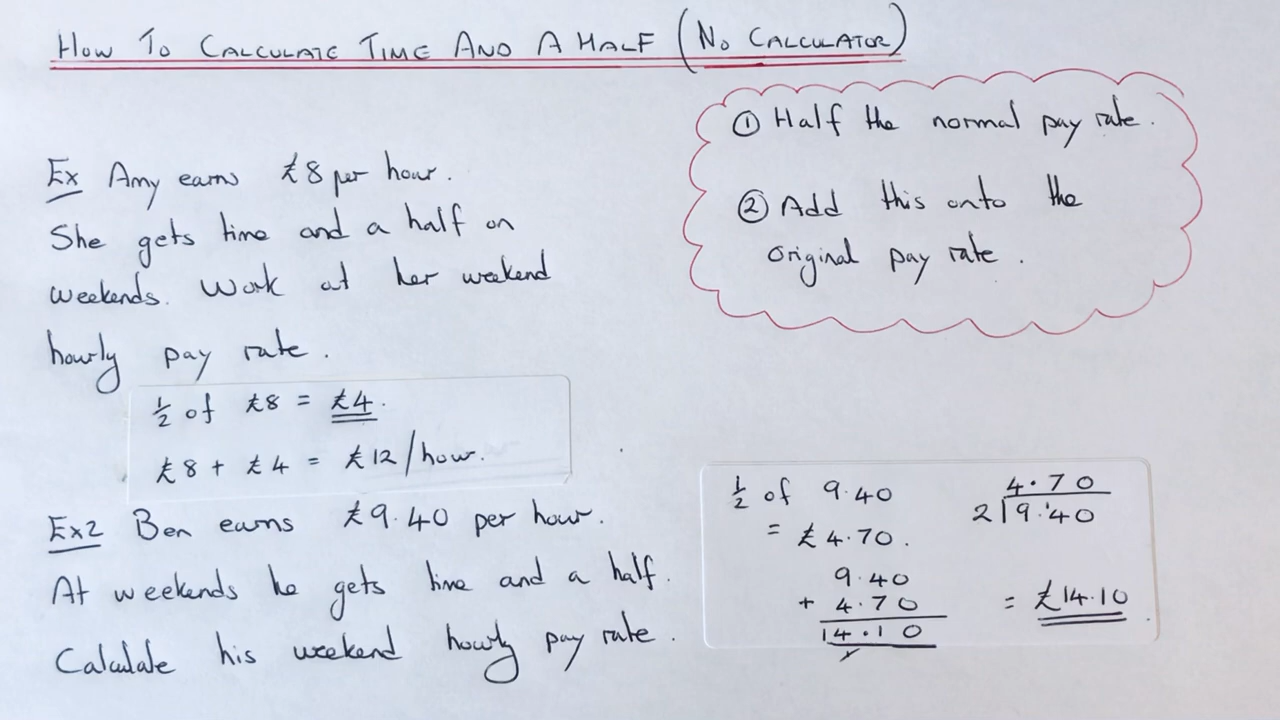 How To Calculate Time And A Half (No Calculator)
① Half the normal pay rate.
② Add this onto the
original pay rate.
Ex Amy earns £8 per hour.
She gets time and a half on
weekends. Work out her weekend
hourly pay rate.
½ of £8 = £4.
£8 + £4 = £12/hour.
Ex2 Ben earns £9.40 per hour.
At weekends he gets time and a half.
Calculate his weekend hourly pay rate.
½ of 9.40
= £4.70.
4.70
2)9.¹40
9.40
+ 4.70
14.10
1
= £14.10